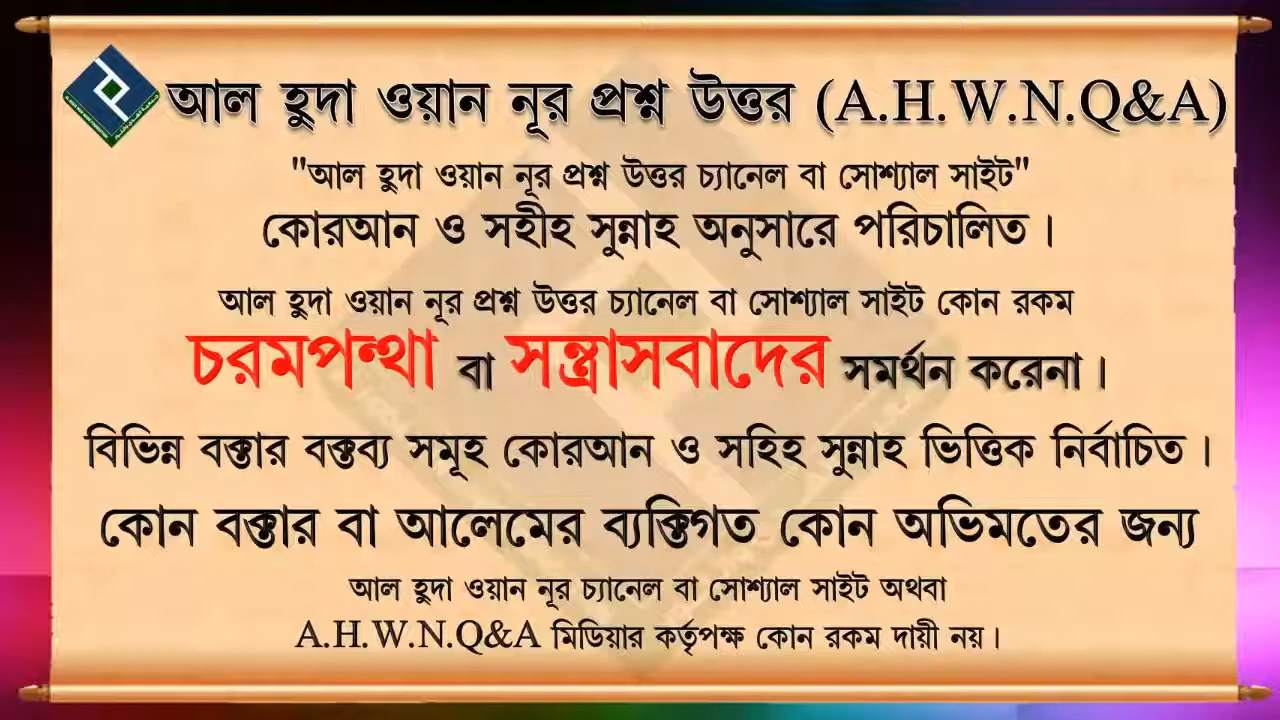 আল হুদা ওয়ান নূর প্রশ্ন উত্তর (A.H.W.N.Q&A)
"আল হুদা ওয়ান নূর প্রশ্ন উত্তর চ্যানেল বা সোশ্যাল সাইট"
কোরআন ও সহীহ সুন্নাহ অনুসারে পরিচালিত।
আল হুদা ওয়ান নূর প্রশ্ন উত্তর চ্যানেল বা সোশ্যাল সাইট কোন রকম
চরমপন্থা বা সন্ত্রাসবাদের সমর্থন করেনা।
বিভিন্ন বক্তার বক্তব্য সমূহ কোরআন ও সহিহ সুন্নাহ ভিত্তিক নির্বাচিত।
কোন বক্তার বা আলেমের ব্যক্তিগত কোন অভিমতের জন্য
আল হুদা ওয়ান নূর চ্যানেল বা সোশ্যাল সাইট অথবা
A.H.W.N.Q&A মিডিয়ার কর্তৃপক্ষ কোন রকম দায়ী নয়।